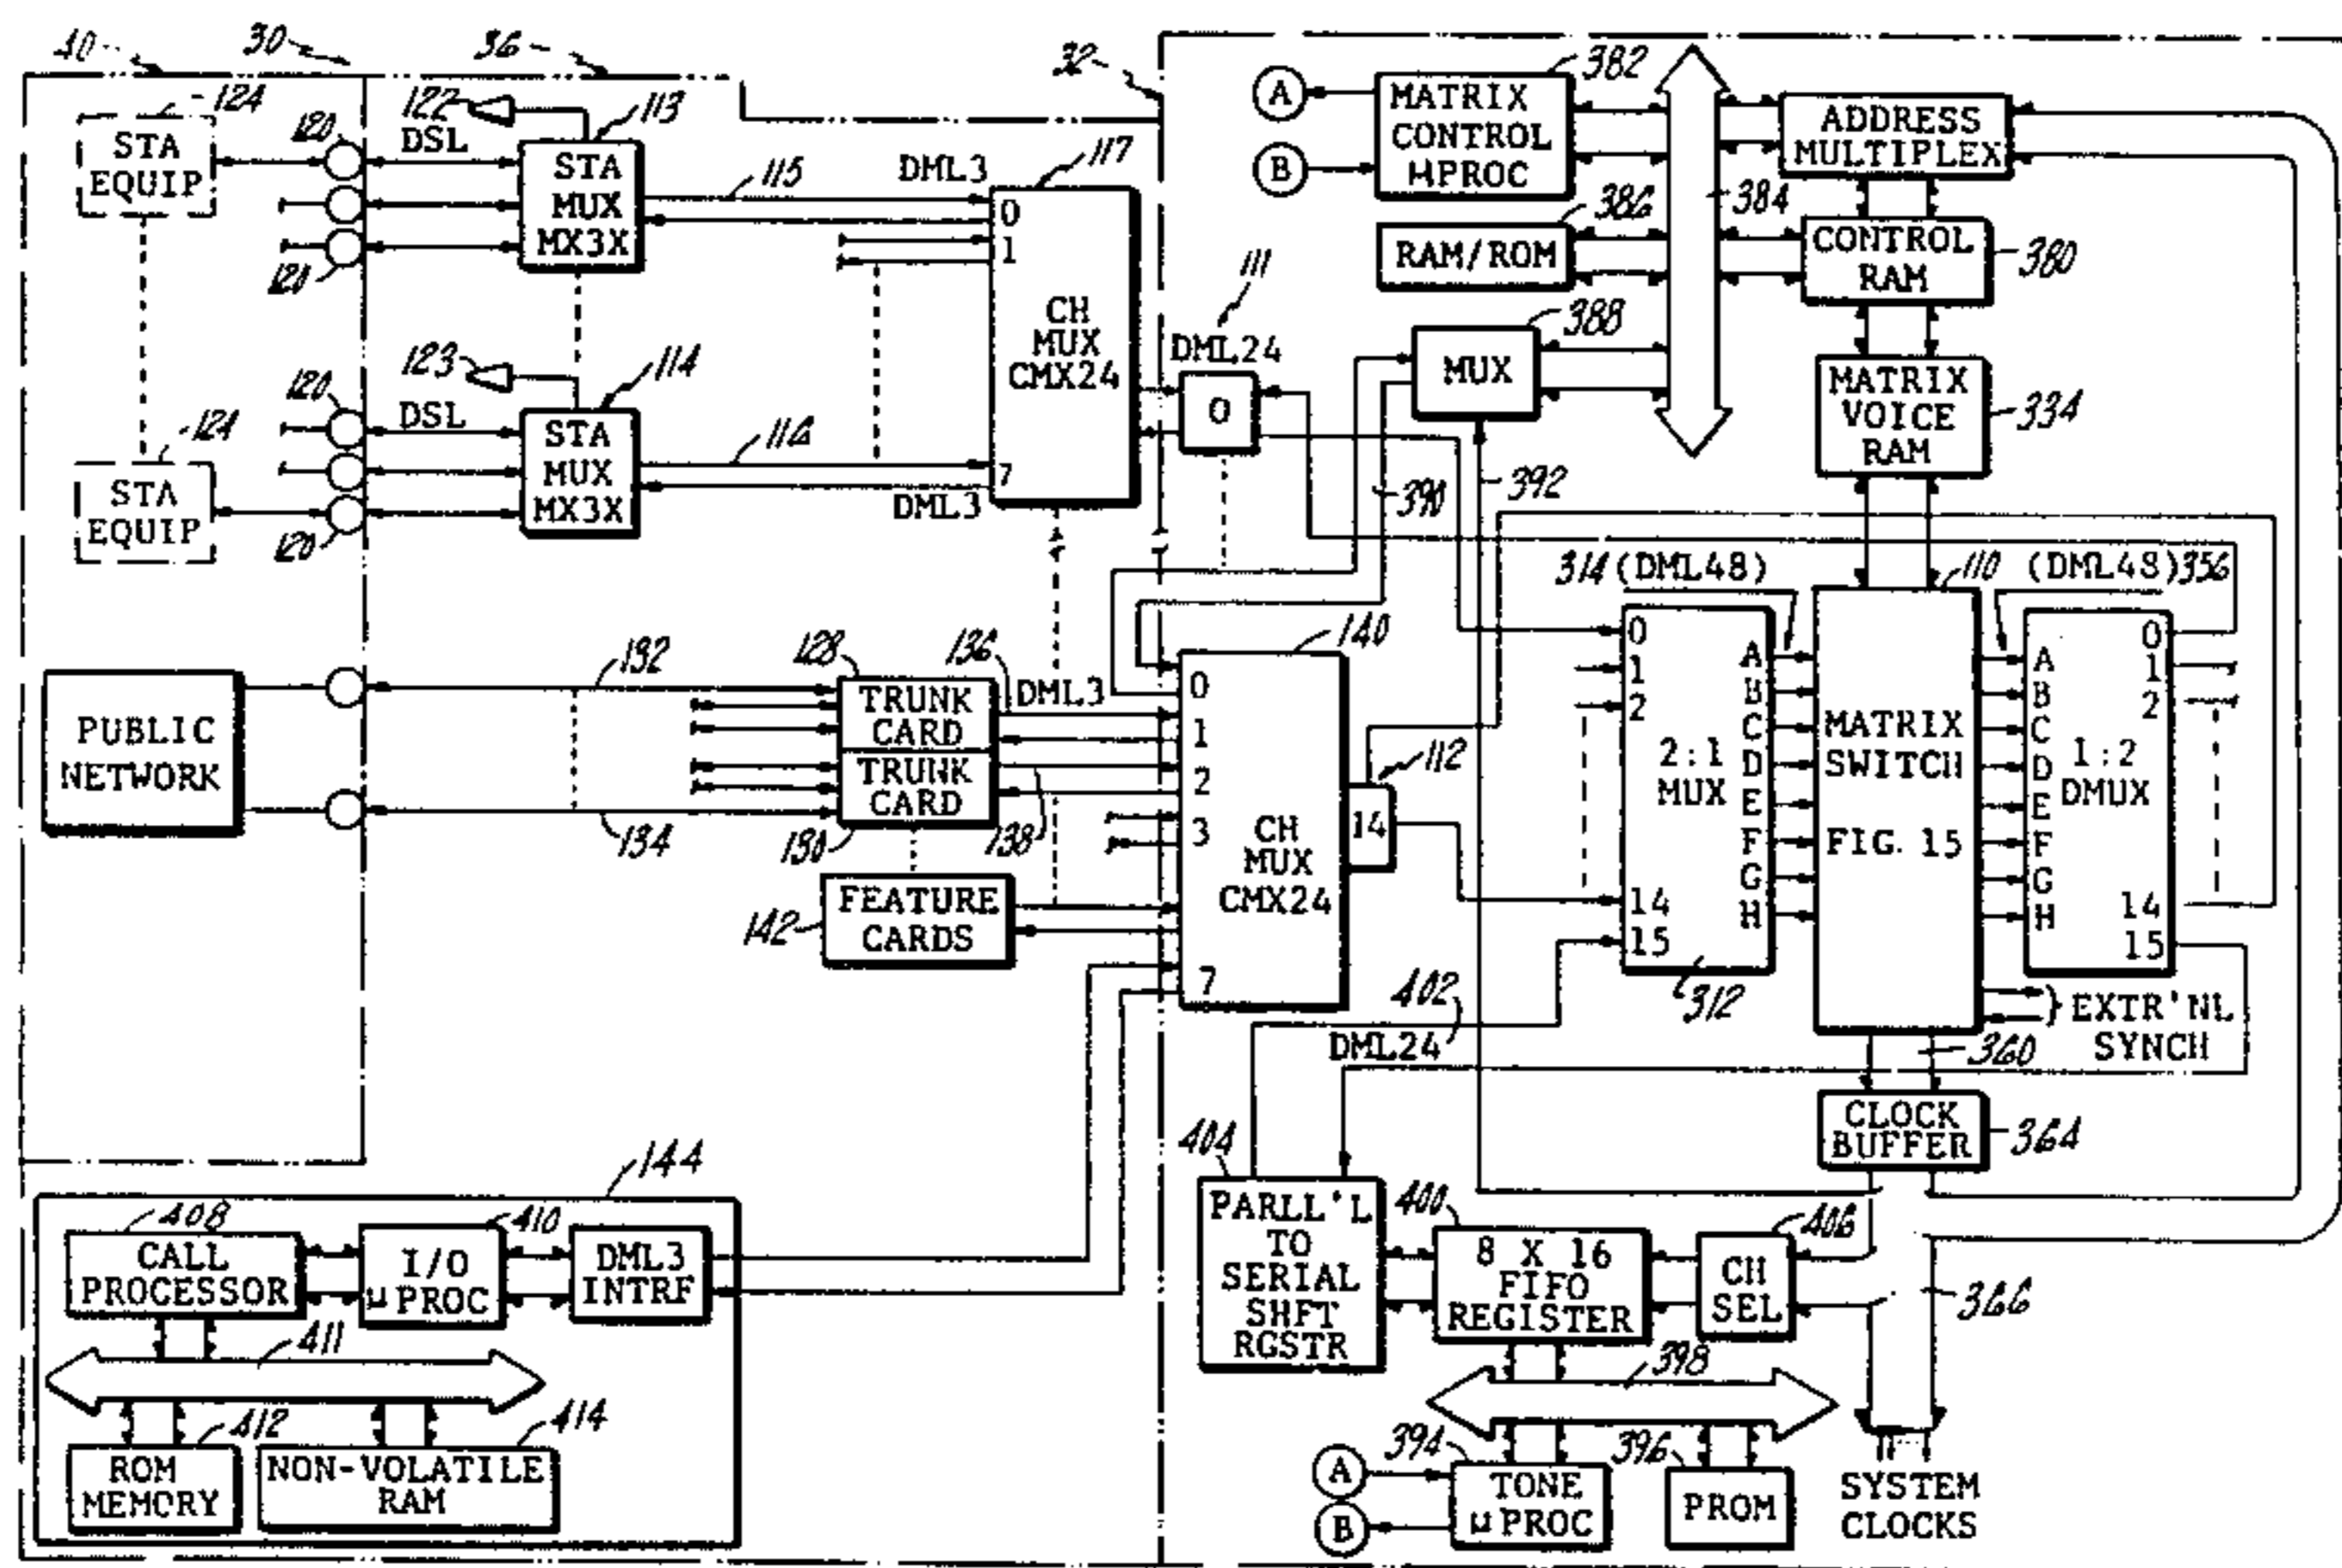 40
30
36
32
124
STA
EQUIP
120
DSL
122
113
STA
MUX
MX3X
115
DML3
117
0
1
CH
MUX
CMX24
7
120
123
114
120
DSL
STA
MUX
MX3X
116
DML3
124
STA
EQUIP
120
111
DML24
0
A
B
382
MATRIX
CONTROL
μPROC
384
ADDRESS
MULTIPLEX
386
RAM/ROM
CONTROL
RAM
380
388
MUX
MATRIX
VOICE
RAM
334
390
392
314 (DML48)
110
(DML48) 356
PUBLIC
NETWORK
132
134
128
TRUNK
CARD
TRUNK
CARD
130
136
DML3
138
142
FEATURE
CARDS
140
0
1
2
3
7
CH
MUX
CMX24
112
14
0
1
2
14
15
2:1
MUX
A
B
C
D
E
F
G
H
312
MATRIX
SWITCH
FIG. 15
A
B
C
D
E
F
G
H
1:2
DMUX
0
1
2
14
15
EXTR'NL
SYNCH
402
DML24
360
CLOCK
BUFFER
364
404
PARLL'L
TO
SERIAL
SHFT
RGSTR
400
8 X 16
FIFO
REGISTER
406
CH
SEL
366
398
394
A
B
TONE
μ PROC
396
PROM
SYSTEM
CLOCKS
144
408
CALL
PROCESSOR
410
I/O
μ PROC
DML3
INTRF
411
412
ROM
MEMORY
414
NON-VOLATILE
RAM